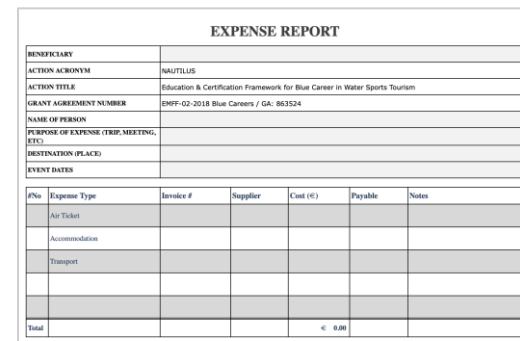 EXPENSE REPORT
BENEFICIARY
ACTION ACRONYM NAUTILUS
ACTION TITLE Education & Certification Framework for Blue Career in Water Sports Tourism
GRANT AGREEMENT NUMBER EMFF-02-2018 Blue Careers / GA: 863524
NAME OF PERSON
PURPOSE OF EXPENSE (TRIP, MEETING,
ETC)
DESTINATION (PLACE)
EVENT DATES
#No Expense Type Invoice # Supplier Cost (€) Payable Notes
Air Ticket
Accommodation
Transport
Total € 0.00